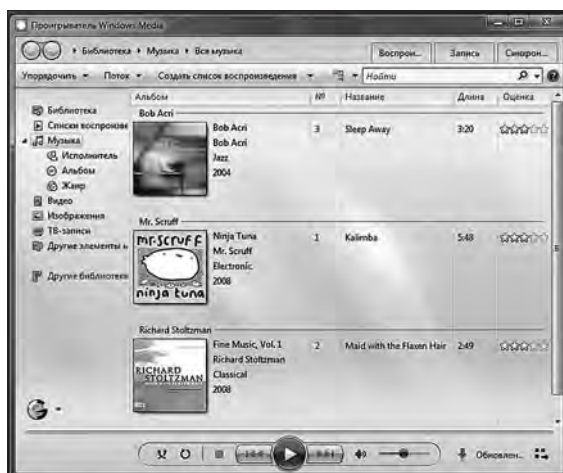 Проигрыватель Windows Media
Библиотека Музыка Вся музыка Воспрои... Запись Синхрон...
Упорядочить Поток Создать список воспроизведения Найти
Альбом № Название Длина Оценка
Библиотека
Списки воспроизве
Музыка
Исполнитель
Альбом
Жанр
Видео
Изображения
ТВ-записи
Другие элементы м
Другие библиотеки
Bob Acri
Bob Acri 3 Sleep Away 3:20
Bob Acri
Jazz
2004
Mr. Scruff
MR.SCRUFF
ninja tuna
Ninja Tuna 1 Kalimba 5:48
Mr. Scruff
Electronic
2008
Richard Stoltzman
RICHARD
STOLTZMAN
Fine Music, Vol. 1 2 Maid with the Flaxen Hair 2:49
Richard Stoltzman
Classical
2008
Обновлен...